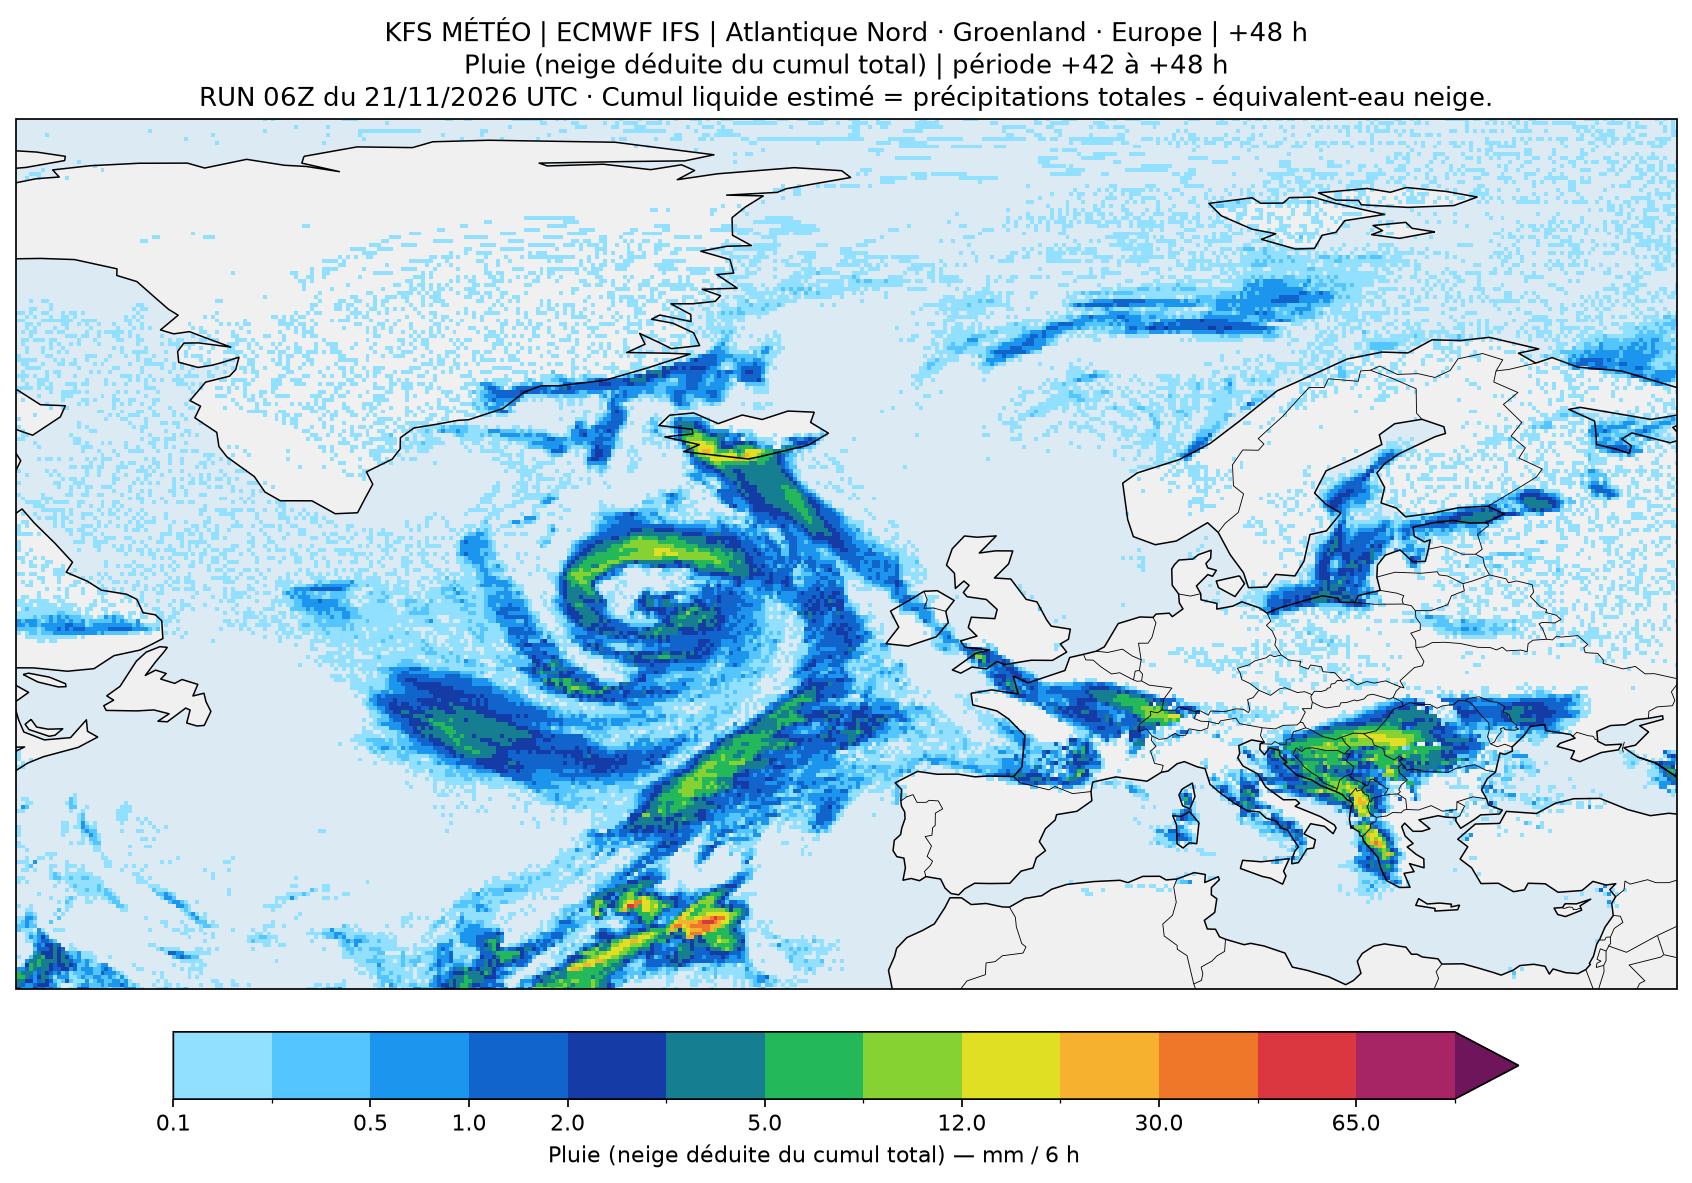 KFS MÉTÉO | ECMWF IFS | Atlantique Nord · Groenland · Europe | +48 h
Pluie (neige déduite du cumul total) | période +42 à +48 h
RUN 06Z du 21/11/2026 UTC · Cumul liquide estimé = précipitations totales - équivalent-eau neige.
0.1 0.5 1.0 2.0 5.0 12.0 30.0 65.0
Pluie (neige déduite du cumul total) — mm / 6 h